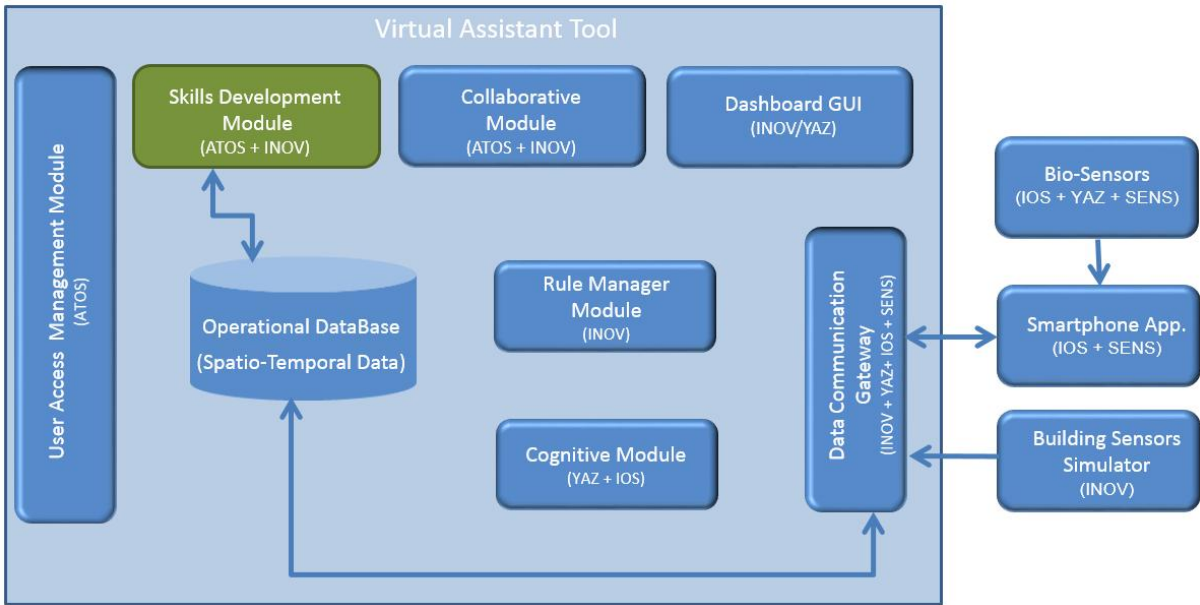 Virtual Assistant Tool
User Access Management Module
(ATOS)
Skills Development
Module
(ATOS + INOV)
Collaborative
Module
(ATOS + INOV)
Dashboard GUI
(INOV/YAZ)
Bio-Sensors
(IOS + YAZ + SENS)
Operational DataBase
(Spatio-Temporal Data)
Rule Manager
Module
(INOV)
Data Communication
Gateway
(INOV + YAZ+ IOS + SENS)
Smartphone App.
(IOS + SENS)
Cognitive Module
(YAZ + IOS)
Building Sensors
Simulator
(INOV)